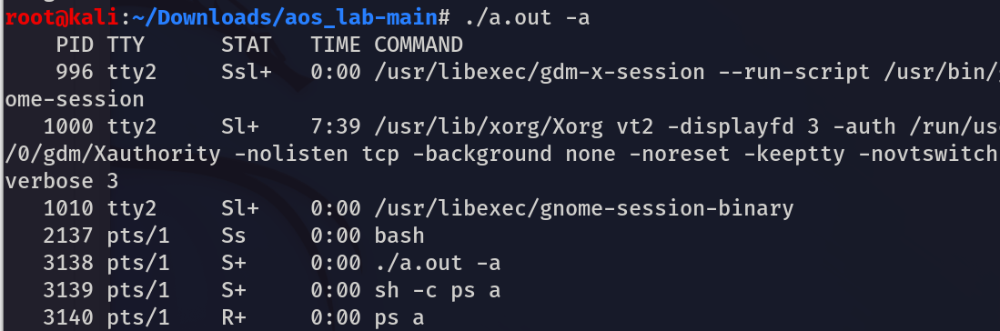 root@kali:~/Downloads/aos_lab-main# ./a.out -a
PID TTY STAT TIME COMMAND
996 tty2 Ssl+ 0:00 /usr/libexec/gdm-x-session --run-script /usr/bin/
ome-session
1000 tty2 Sl+ 7:39 /usr/lib/xorg/Xorg vt2 -displayfd 3 -auth /run/us
/0/gdm/Xauthority -nolisten tcp -background none -noreset -keeptty -novtswitch
verbose 3
1010 tty2 Sl+ 0:00 /usr/libexec/gnome-session-binary
2137 pts/1 Ss 0:00 bash
3138 pts/1 S+ 0:00 ./a.out -a
3139 pts/1 S+ 0:00 sh -c ps a
3140 pts/1 R+ 0:00 ps a